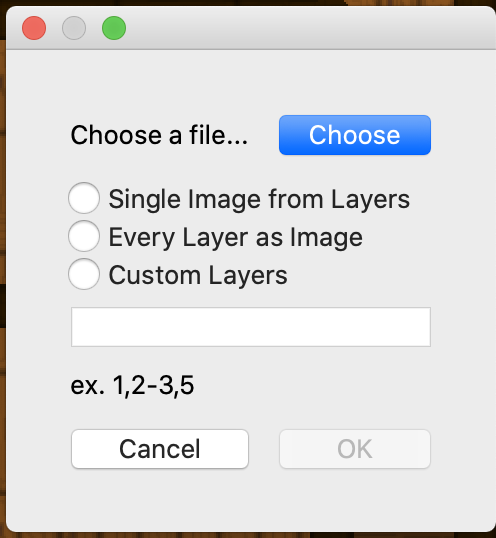 Choose a file... Choose
Single Image from Layers
Every Layer as Image
Custom Layers
ex. 1,2-3,5
Cancel OK